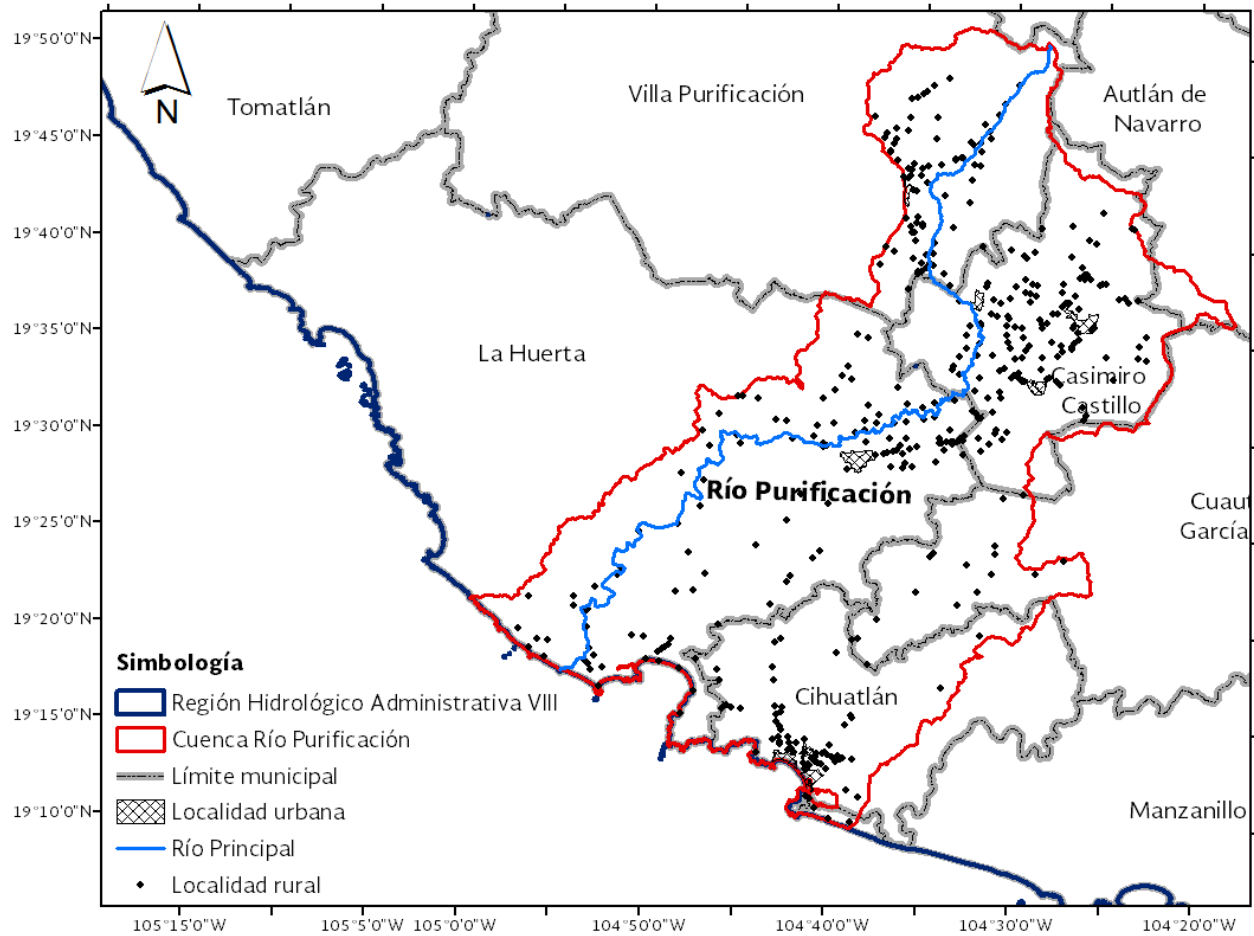 19°50'0"N
19°45'0"N
19°40'0"N
19°35'0"N
19°30'0"N
19°25'0"N
19°20'0"N
19°15'0"N
19°10'0"N
N
Tomatlán
Villa Purificación
Autlán de
Navarro
La Huerta
Casimiro
Castillo
Río Purificación
Cuaut
García
Cihuatlán
Manzanillo
Simbología
Región Hidrológico Administrativa VIII
Cuenca Río Purificación
Límite municipal
Localidad urbana
Río Principal
Localidad rural
105°15'0"W
105°0'0"W
104°50'0"W
104°40'0"W
104°30'0"W
104°20'0"W